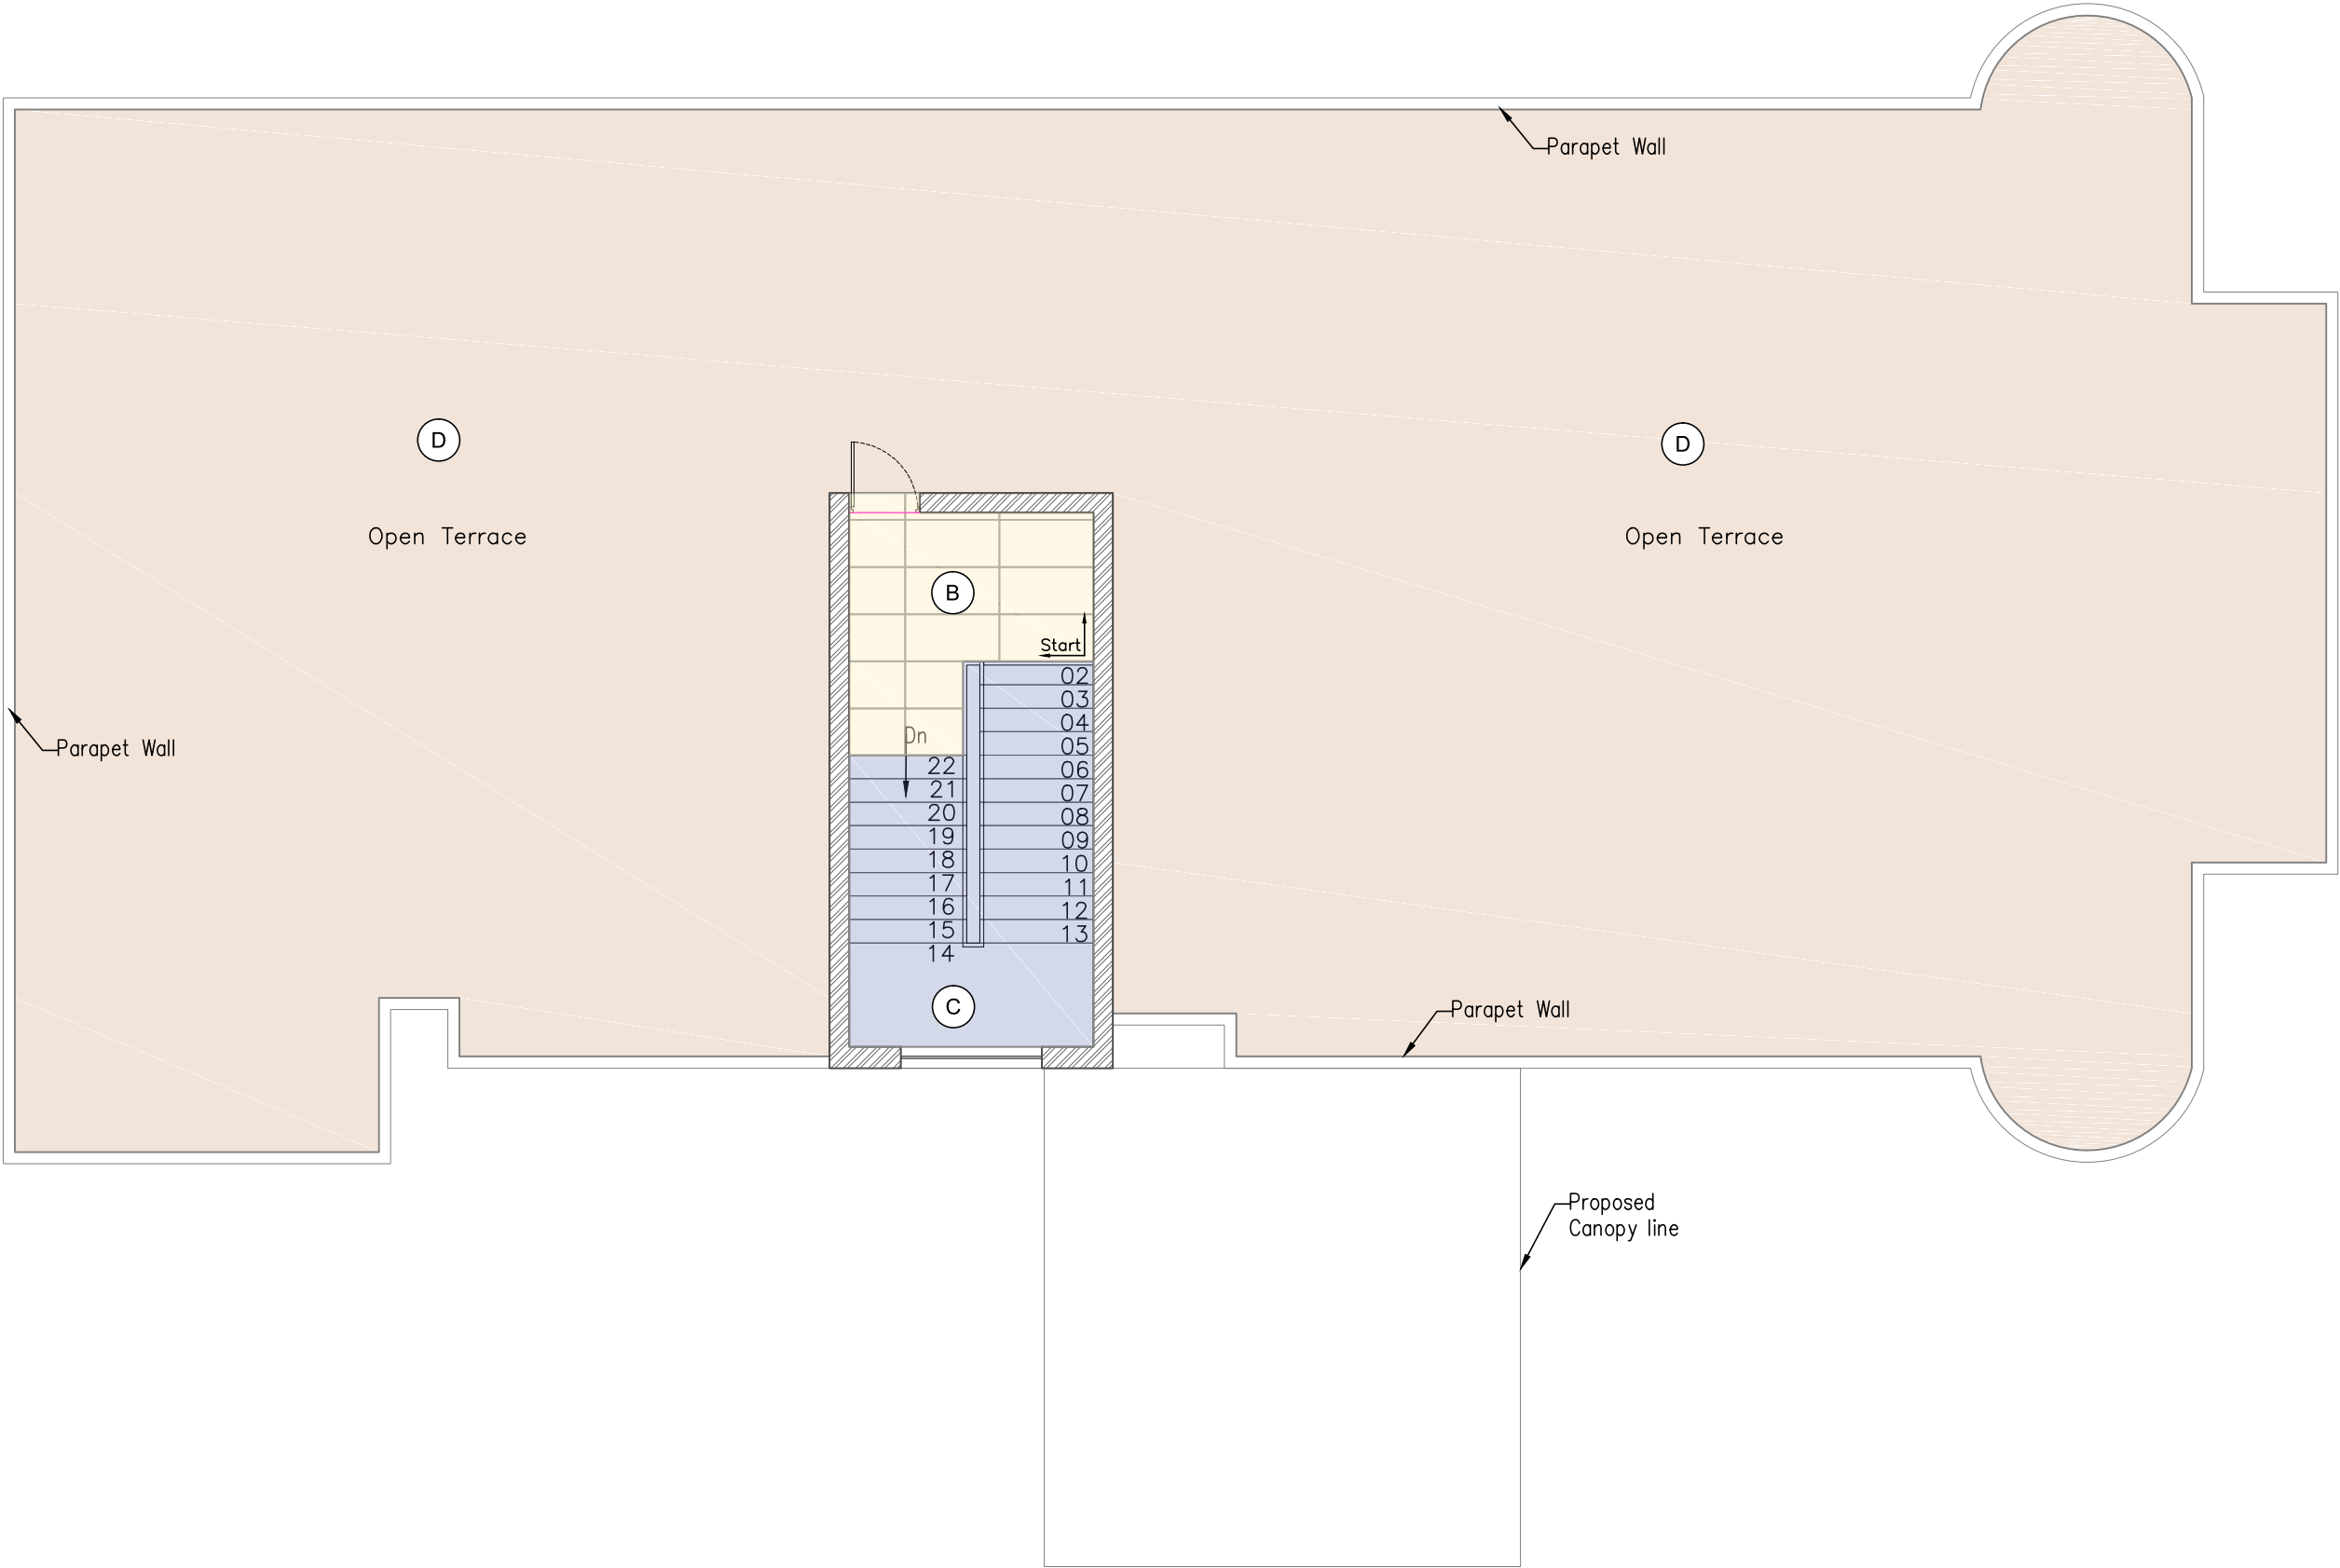 Parapet Wall
D
D
Open Terrace
Open Terrace
B
Start
02
03
04
05
06
07
08
09
10
11
12
13
Dn
22
21
20
19
18
17
16
15
14
Parapet Wall
C
Parapet Wall
Proposed
Canopy line